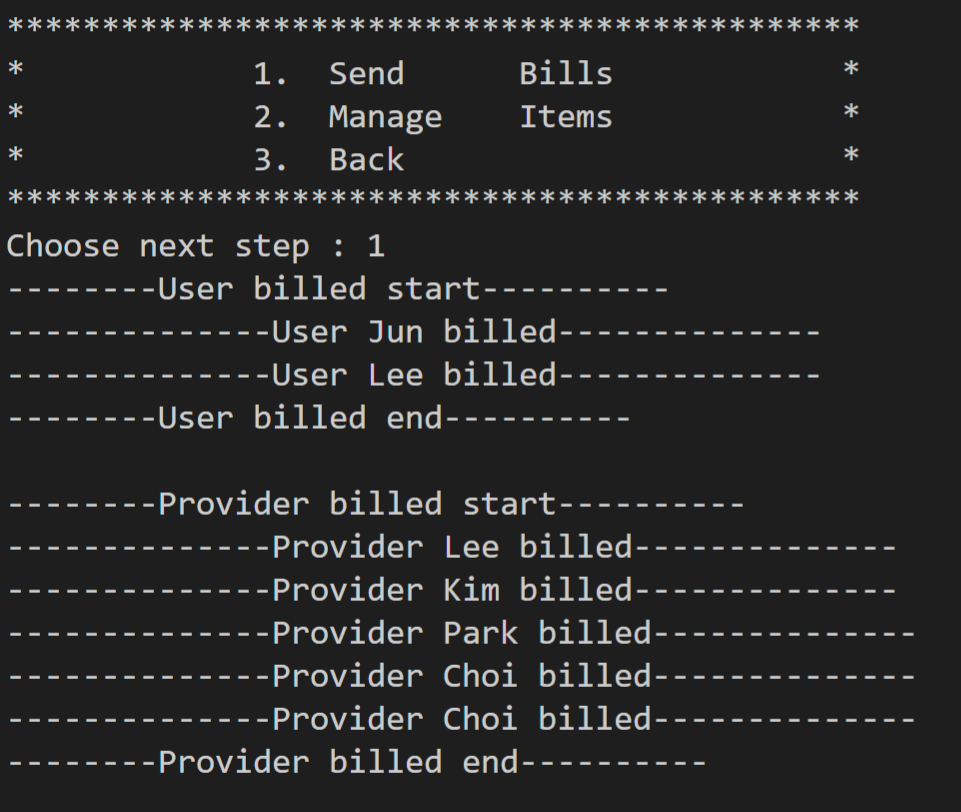 *********************************************
*            1.  Send      Bills            *
*            2.  Manage    Items            *
*            3.  Back                       *
*********************************************
Choose next step : 1
--------User billed start----------
--------------User Jun billed--------------
--------------User Lee billed--------------
--------User billed end----------

--------Provider billed start----------
--------------Provider Lee billed--------------
--------------Provider Kim billed--------------
--------------Provider Park billed--------------
--------------Provider Choi billed--------------
--------------Provider Choi billed--------------
--------Provider billed end----------